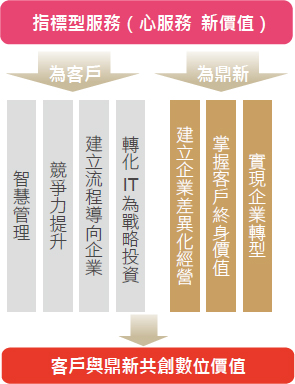 指標型服務（心服務 新價值）
為客戶
為鼎新
智慧管理
競爭力提升
建立流程導向企業
轉化IT為戰略投資
建立企業差異化經營
掌握客戶終身價值
實現企業轉型
客戶與鼎新共創數位價值